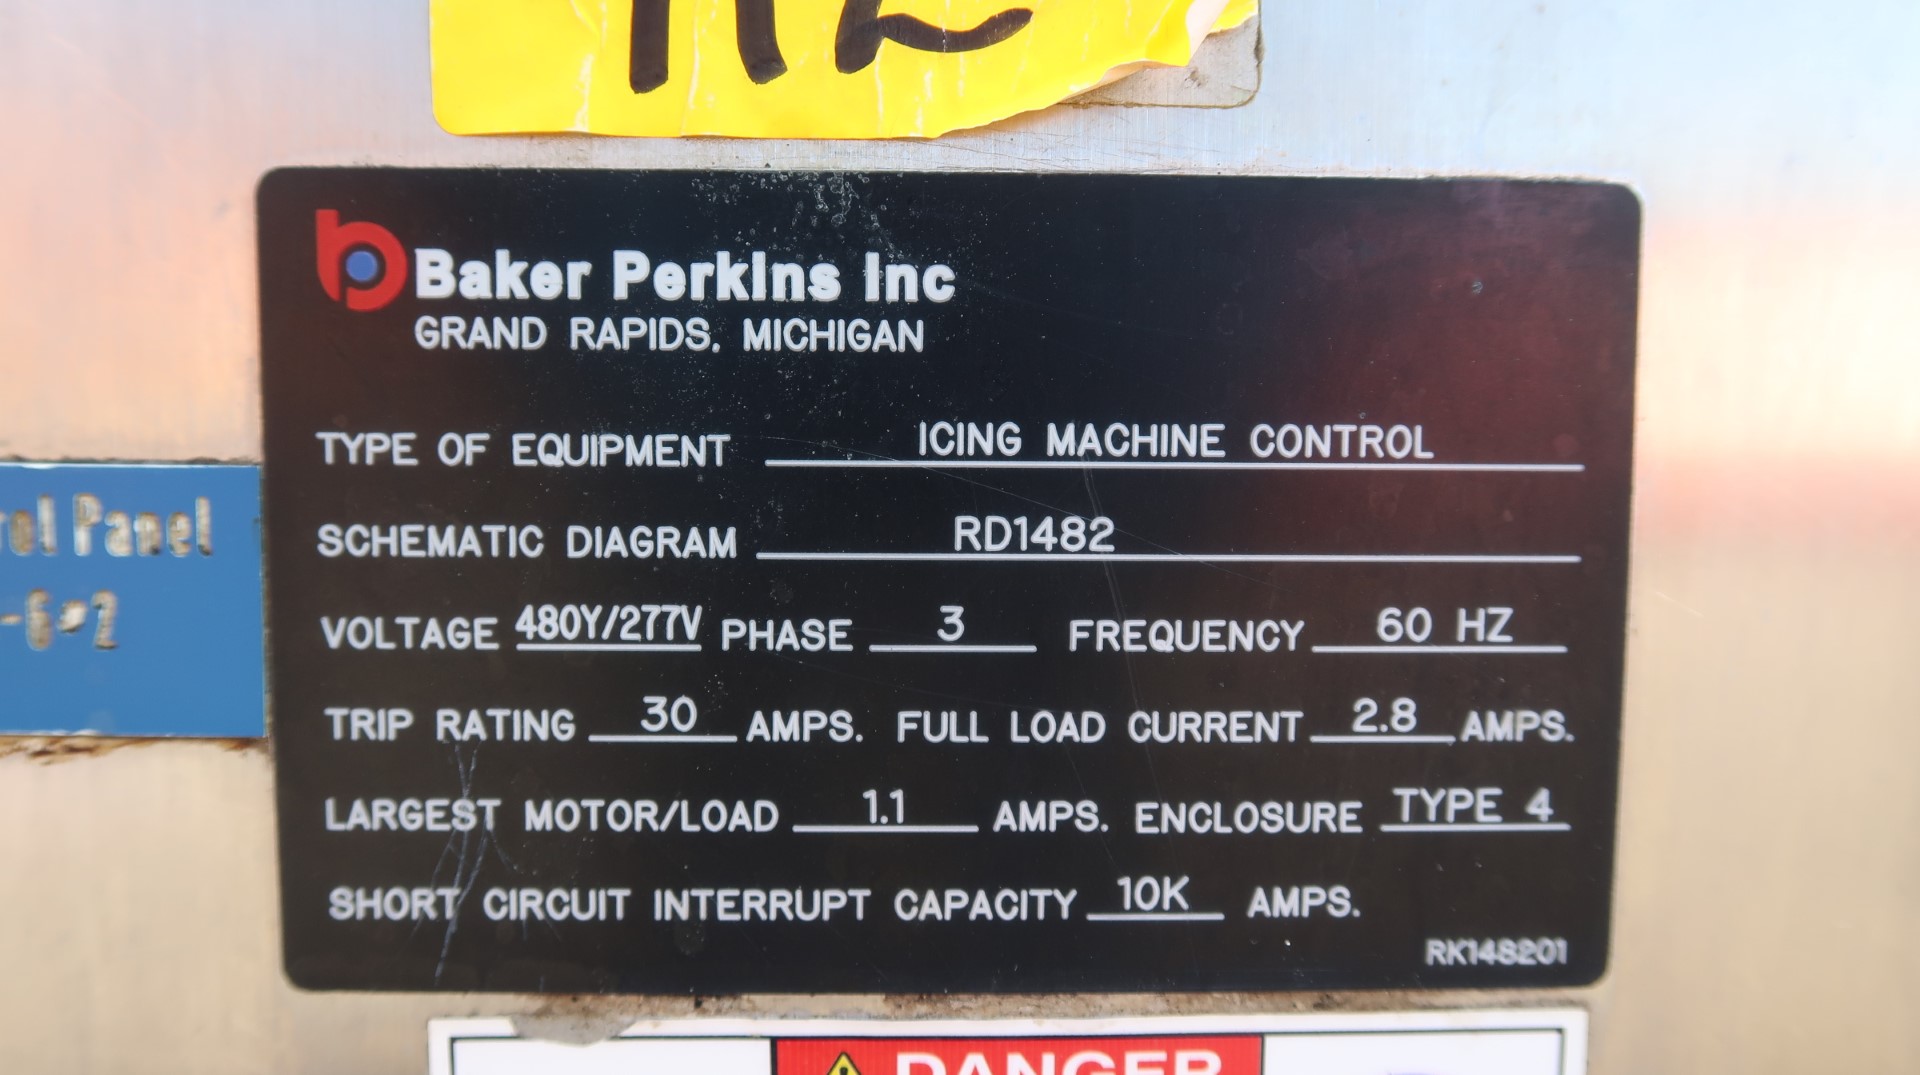 Baker Perkins Inc
GRAND RAPIDS, MICHIGAN
TYPE OF EQUIPMENT ICING MACHINE CONTROL
SCHEMATIC DIAGRAM RD1482
VOLTAGE 480Y/277V PHASE 3 FREQUENCY 60 HZ
TRIP RATING 30 AMPS. FULL LOAD CURRENT 2.8 AMPS.
LARGEST MOTOR/LOAD 1.1 AMPS. ENCLOSURE TYPE 4
SHORT CIRCUIT INTERRUPT CAPACITY 10K AMPS.
RK148201
Panel
DANGER